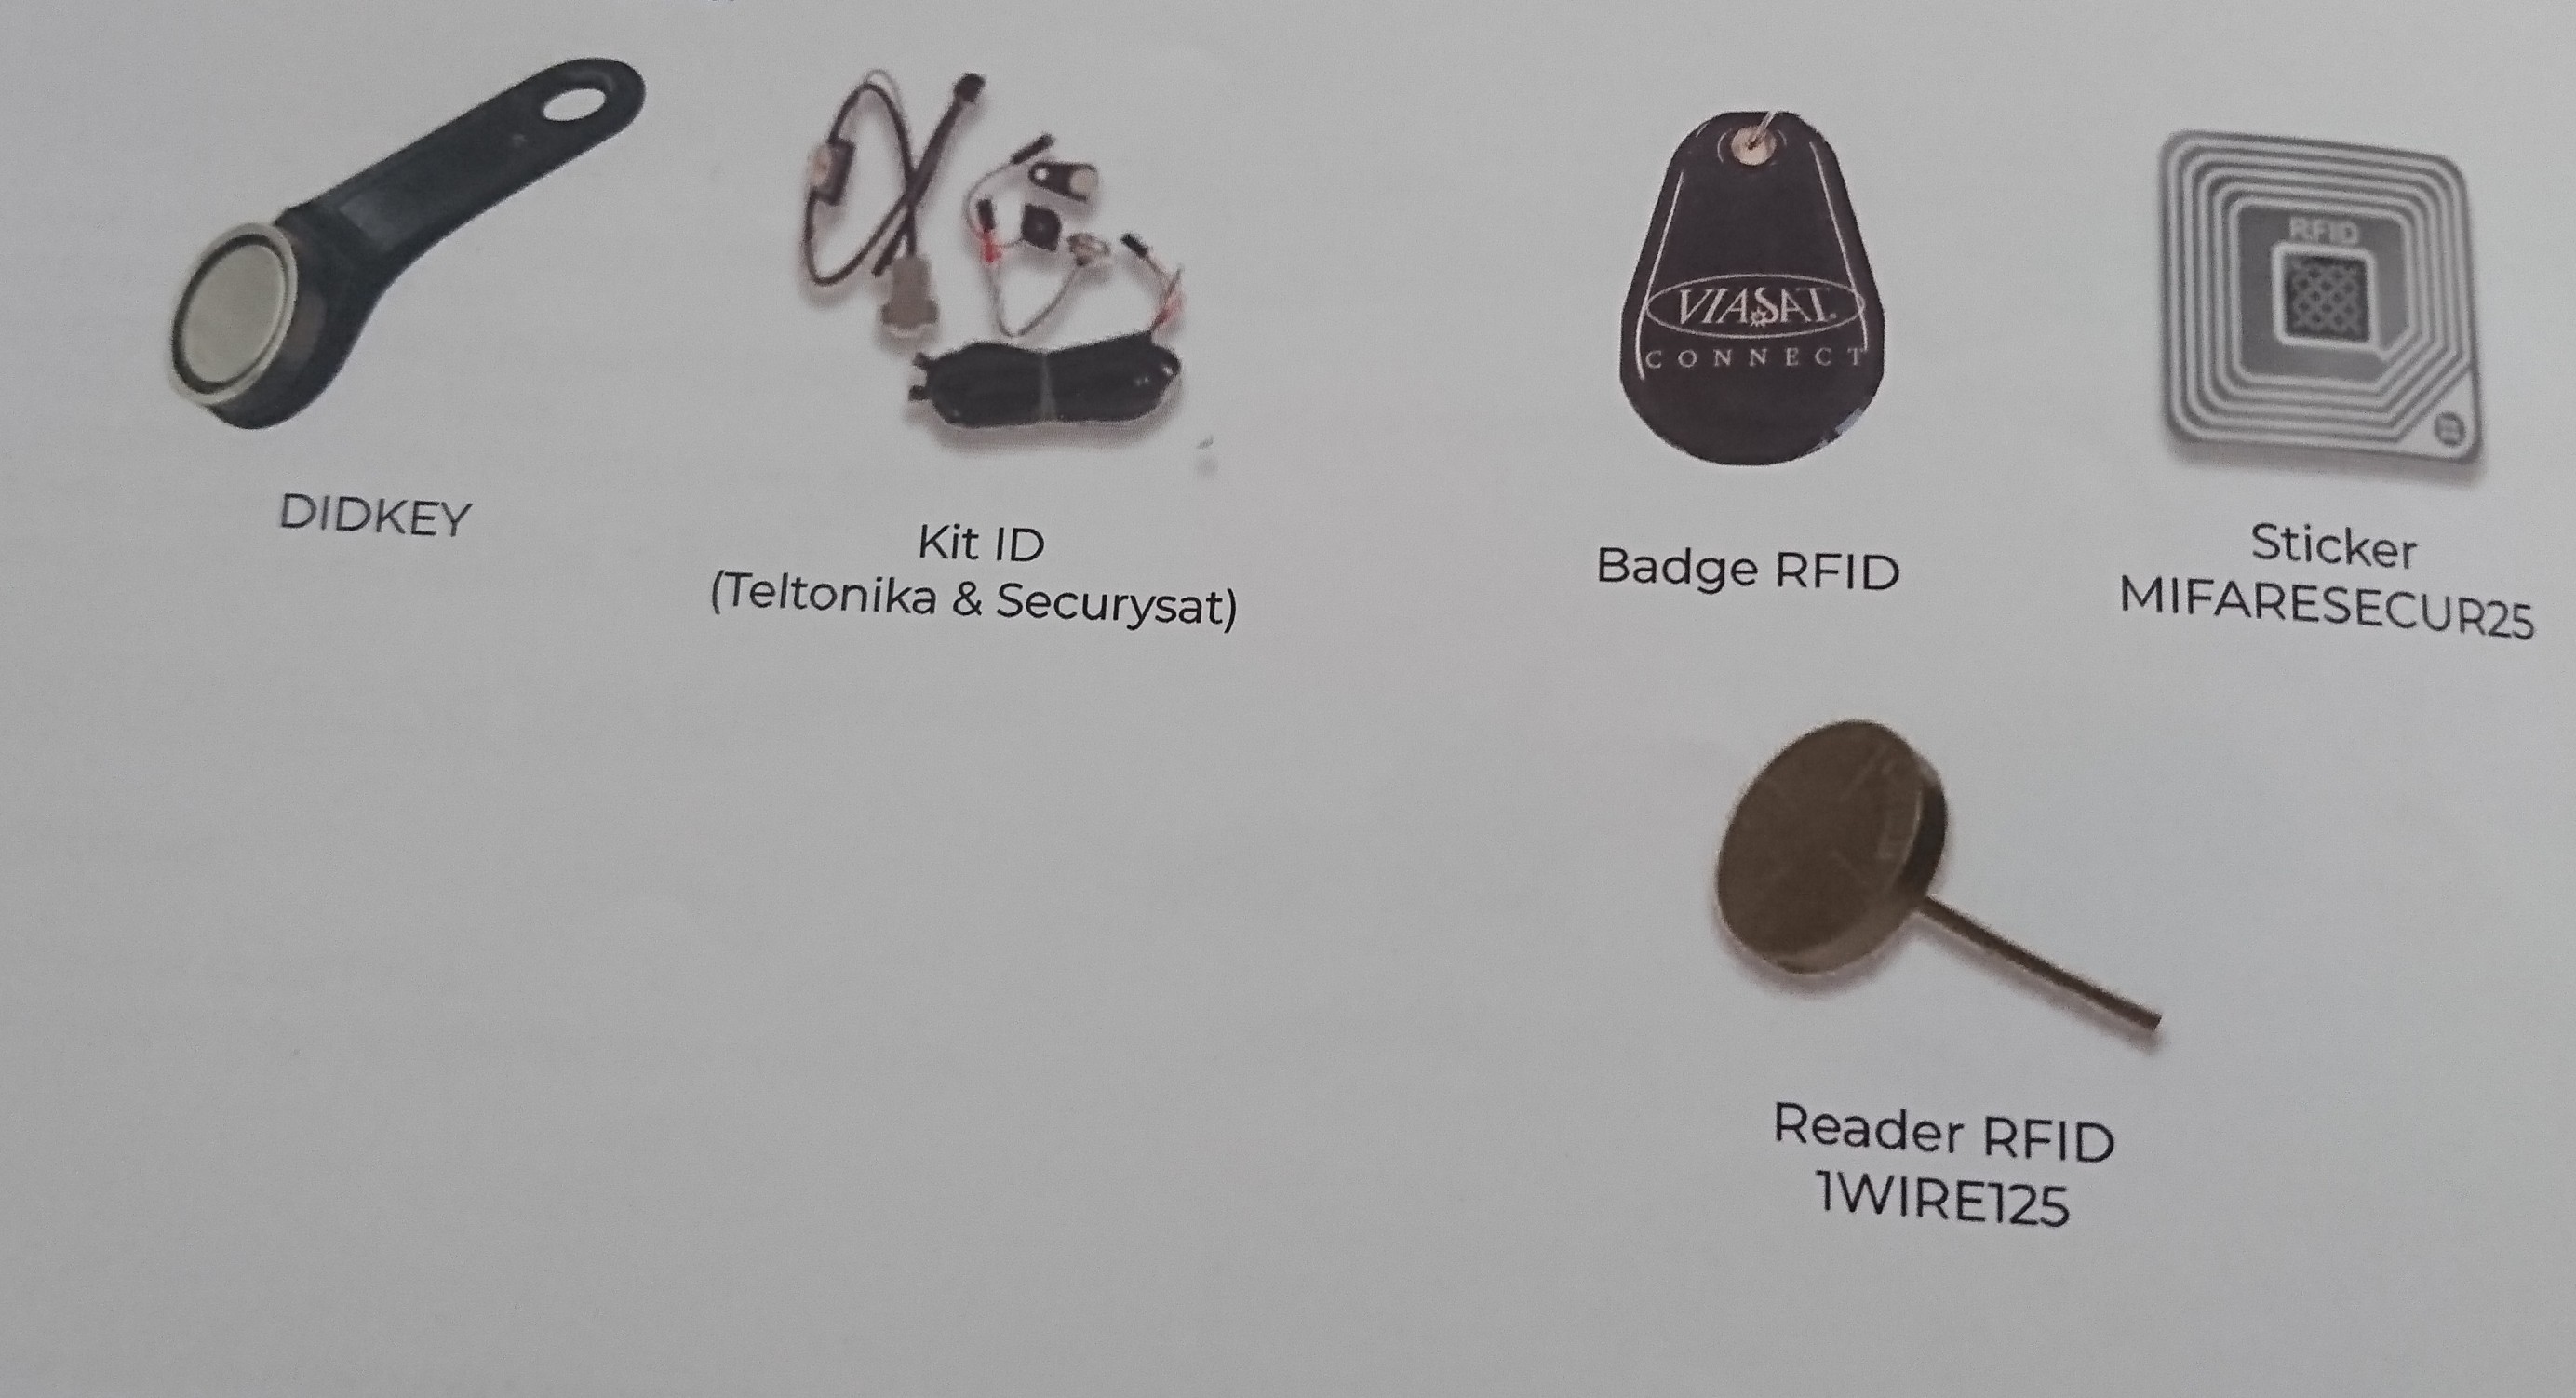 DIDKEY
Kit ID
(Teltonika & Securysat)
VIASAT
CONNECT
Badge RFID
RFID
Sticker
MIFARESECUR25
Reader RFID
1WIRE125